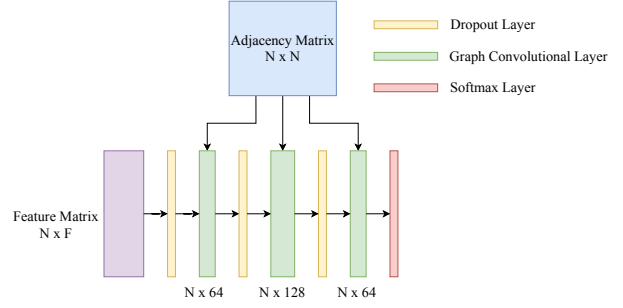 Adjacency Matrix
N x N
Dropout Layer
Graph Convolutional Layer
Softmax Layer
Feature Matrix
N x F
N x 64
N x 128
N x 64